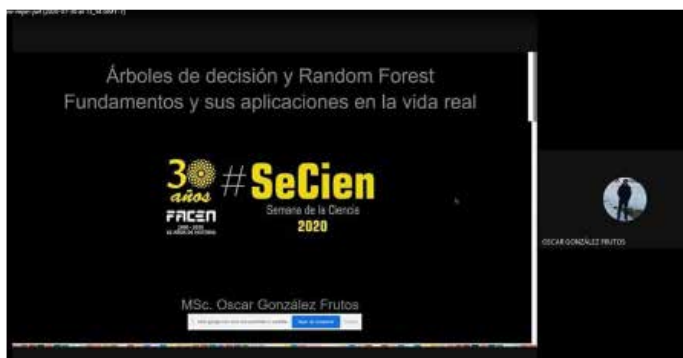 Árboles de decisión y Random Forest
Fundamentos y sus aplicaciones en la vida real
30 años
#SeCien
Semana de la Ciencia
2020
FACEN
MSc. Oscar González Frutos
OSCAR GONZÁLEZ FRUTOS